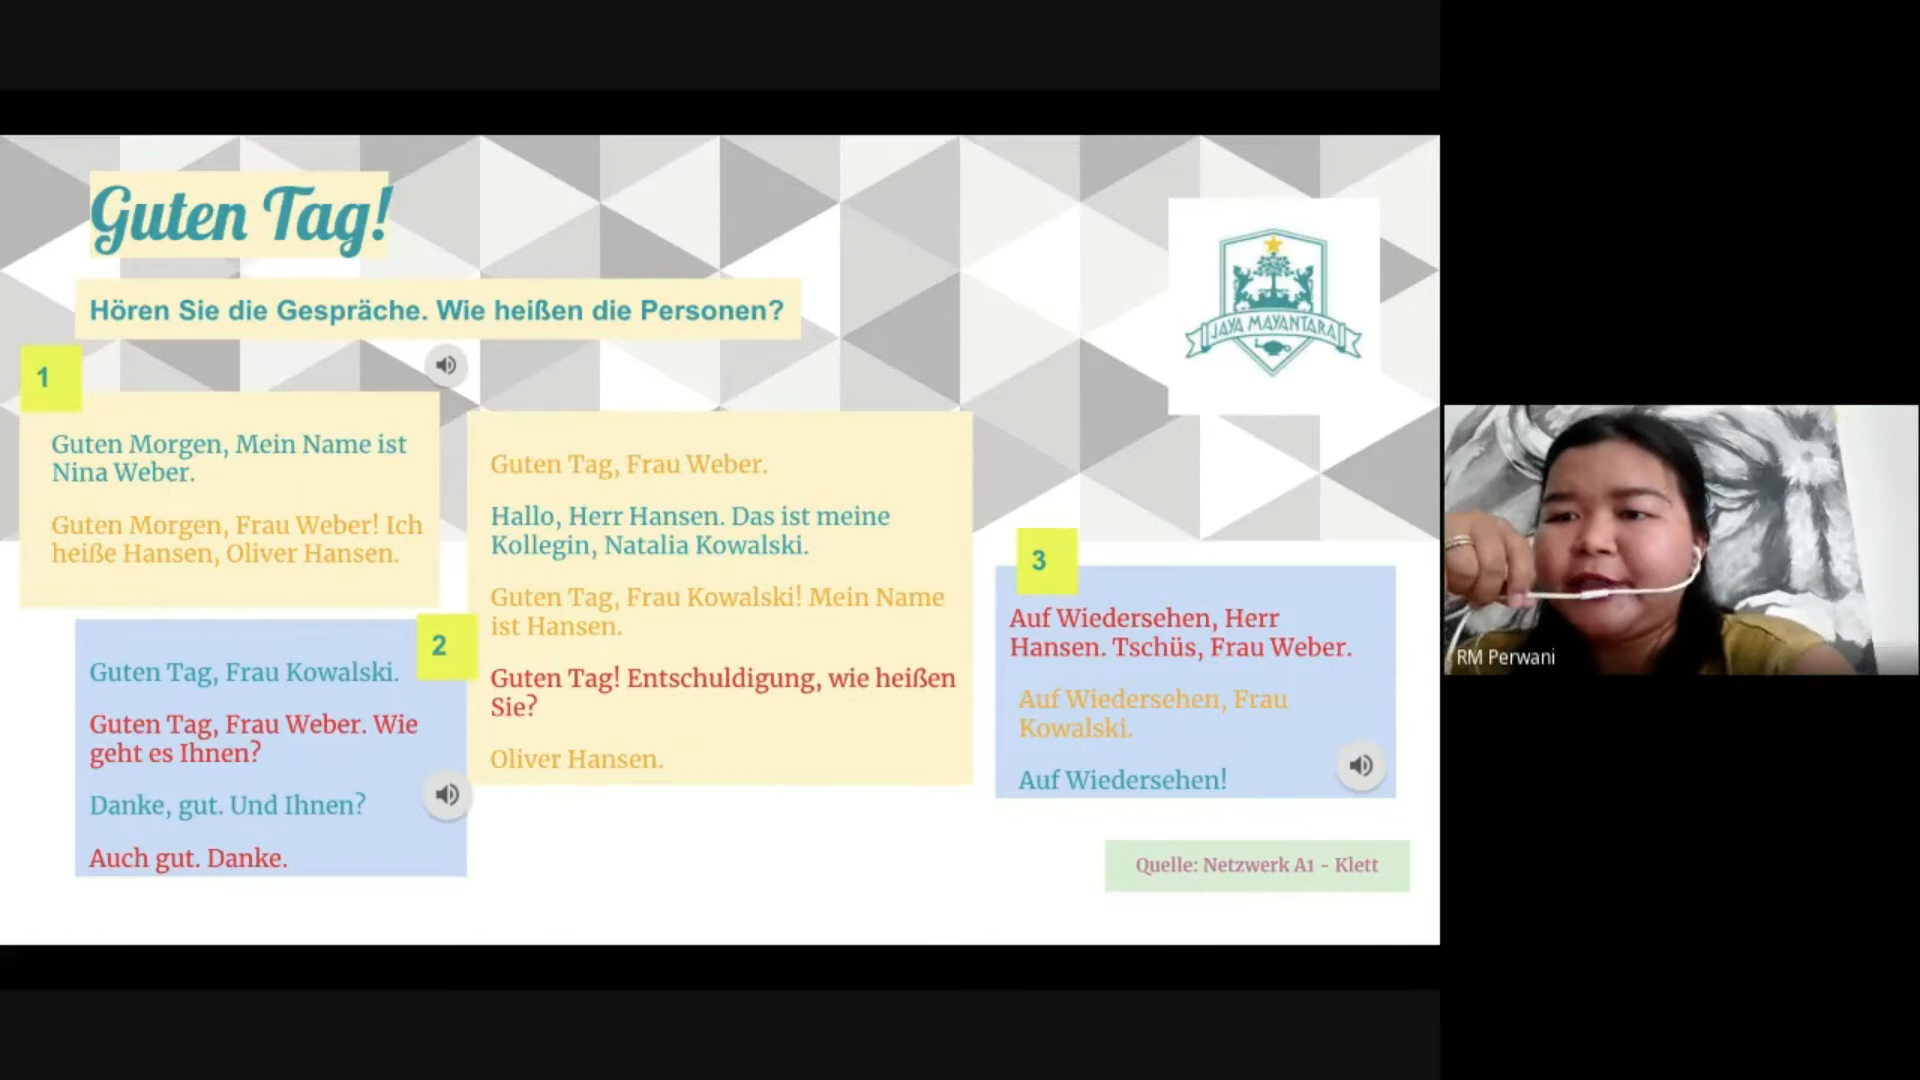 Guten Tag!
Hören Sie die Gespräche. Wie heißen die Personen?
JAYA MAYANTARA
1
Guten Morgen, Mein Name ist
Nina Weber.
Guten Morgen, Frau Weber! Ich
heiße Hansen, Oliver Hansen.
2
Guten Tag, Frau Kowalski.
Guten Tag, Frau Weber. Wie
geht es Ihnen?
Danke, gut. Und Ihnen?
Auch gut. Danke.
Guten Tag, Frau Weber.
Hallo, Herr Hansen. Das ist meine
Kollegin, Natalia Kowalski.
Guten Tag, Frau Kowalski! Mein Name
ist Hansen.
Guten Tag! Entschuldigung, wie heißen
Sie?
Oliver Hansen.
3
Auf Wiedersehen, Herr
Hansen. Tschüs, Frau Weber.
Auf Wiedersehen, Frau
Kowalski.
Auf Wiedersehen!
Quelle: Netzwerk A1 - Klett
RM Perwani